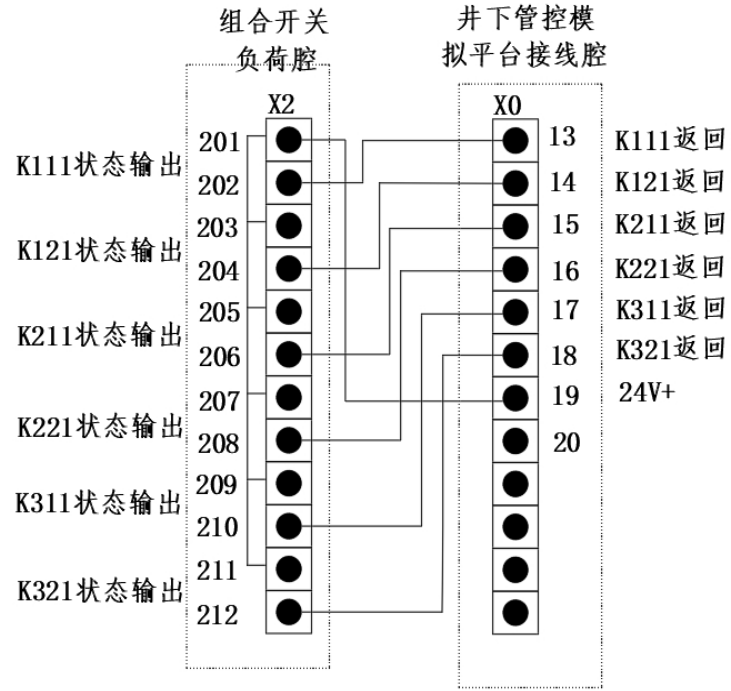 组合开关
负荷腔
井下管控模
拟平台接线腔
X2
X0
K111状态输出
201
202
K121状态输出
203
204
K211状态输出
205
206
K221状态输出
207
208
K311状态输出
209
210
K321状态输出
211
212
13 K111返回
14 K121返回
15 K211返回
16 K221返回
17 K311返回
18 K321返回
19 24V+
20